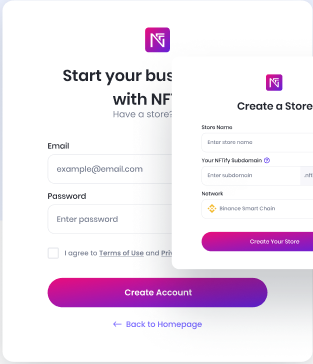 Start your bus
with NFT
Have a store?
Email
example@email.com
Password
Enter password
I agree to Terms of Use and Priv
Create Account
← Back to Homepage
Create a Store
Store Name
Enter store name
Your NFTify Subdomain
Enter subdomain
.nft
Network
Binance Smart Chain
Create Your Store